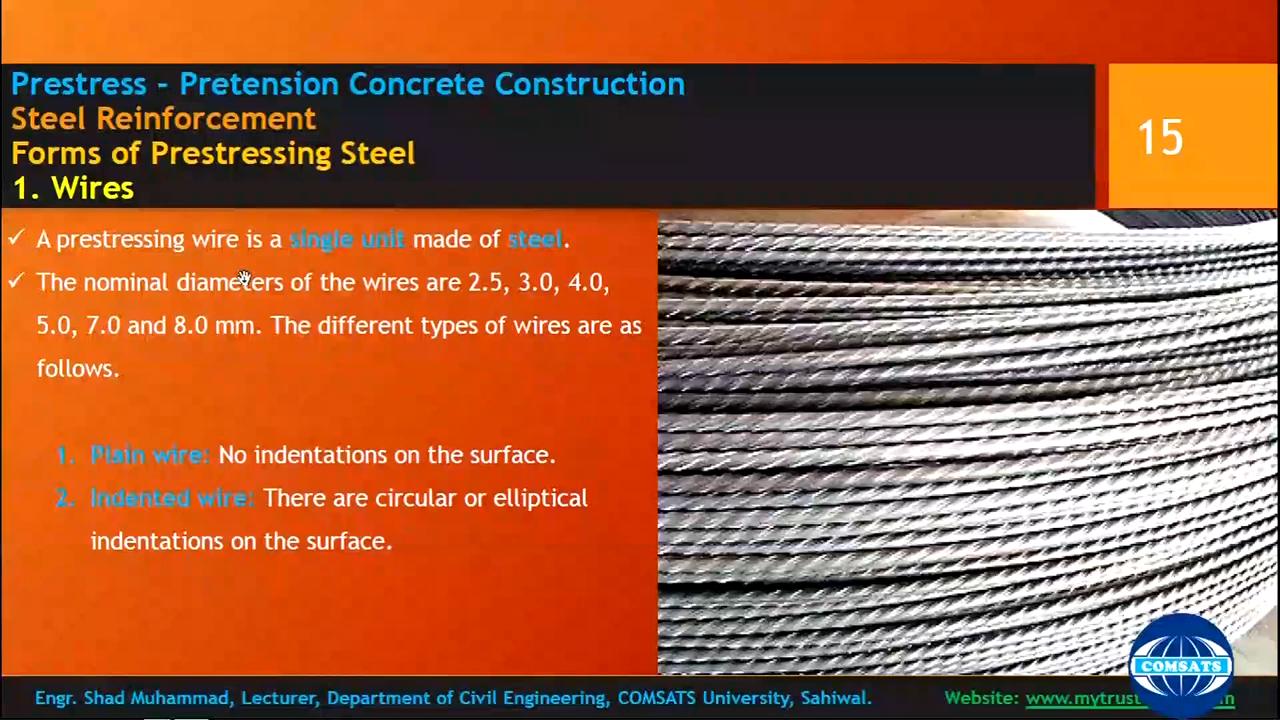 Prestress - Pretension Concrete Construction
Steel Reinforcement
Forms of Prestressing Steel
1. Wires
15
✓ A prestressing wire is a single unit made of steel.
✓ The nominal diameters of the wires are 2.5, 3.0, 4.0,
5.0, 7.0 and 8.0 mm. The different types of wires are as
follows.
1. Plain wire: No indentations on the surface.
2. Indented wire: There are circular or elliptical
indentations on the surface.
COMSATS
Engr. Shad Muhammad, Lecturer, Department of Civil Engineering, COMSATS University, Sahiwal.
Website: